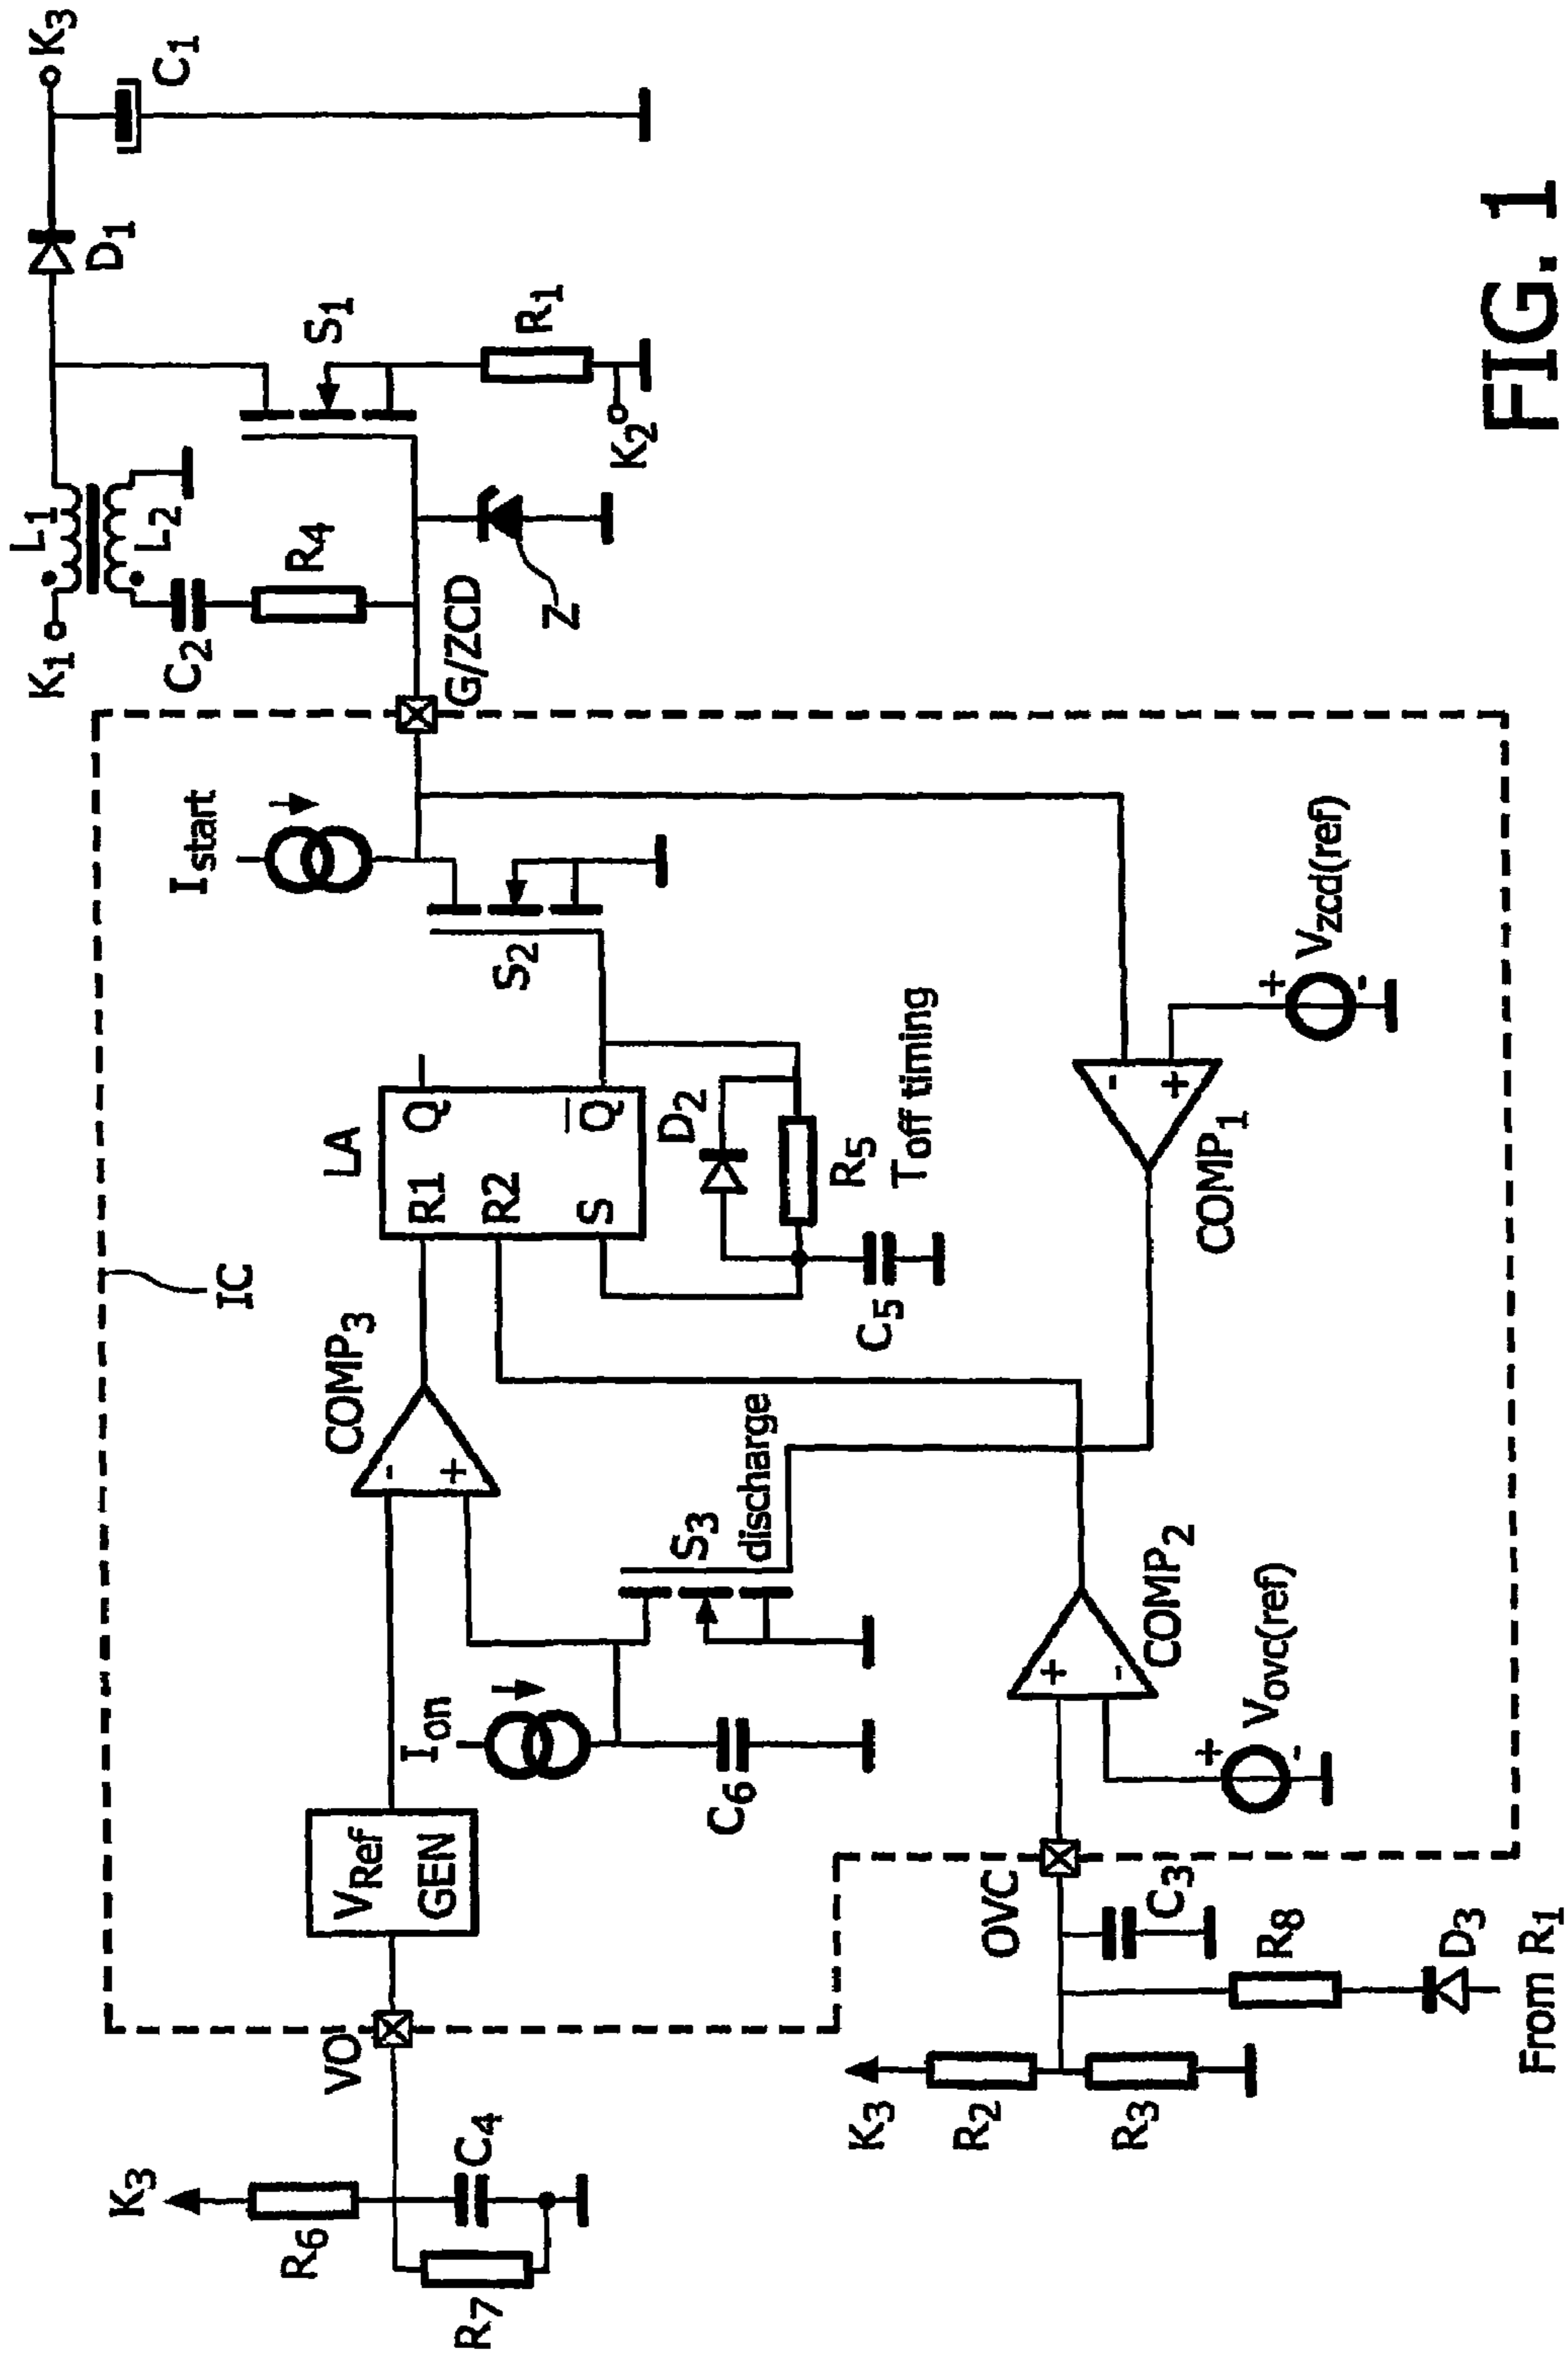 K3
C1
D1
S1
R1
K2
L1
L2
K1
C2
R4
Z
G/ZCD
Istart
S2
IC
LA
R1 Q
R2
S Q̅
D2
R5
Toff timing
C5
COMP3
-
+
S3
discharge
Ion
C6
VRef
GEN
VO
K3
R6
C4
R7
COMP1
-
+
Vzcd(ref)
+
-
COMP2
+
-
Vovc(ref)
+
-
OVC
C3
K3
R2
R3
R8
D3
From R1
FIG. 1